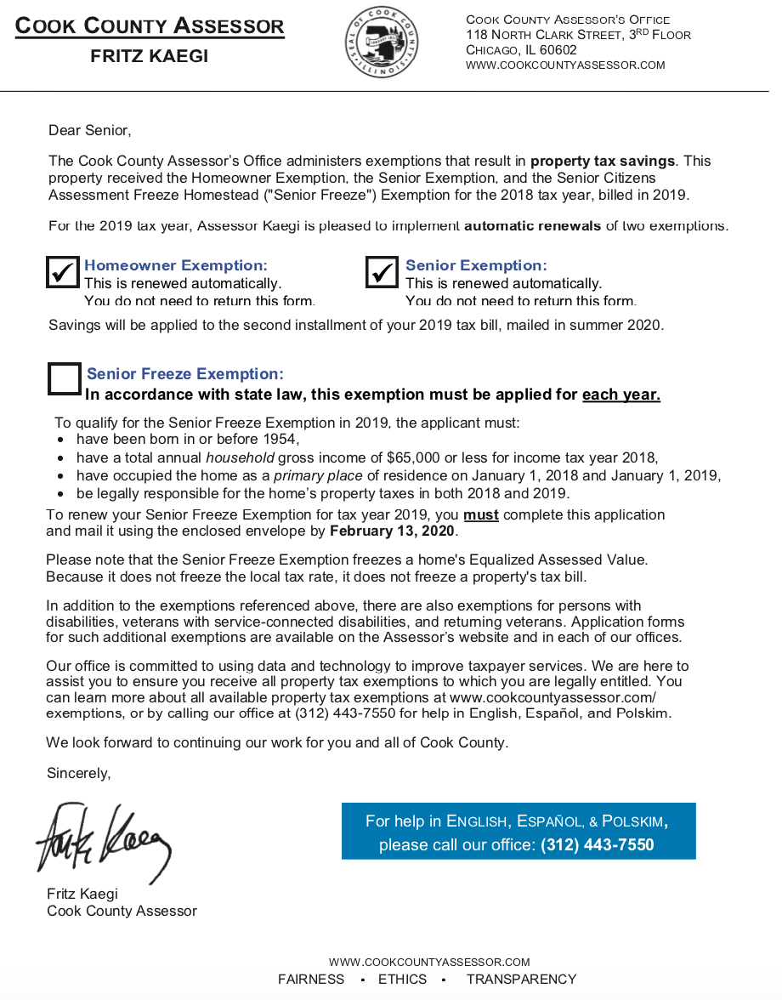 COOK COUNTY ASSESSOR
FRITZ KAEGI
SEAL OF COOK COUNTY
ILLINOIS
COOK COUNTY ASSESSOR'S OFFICE
118 NORTH CLARK STREET, 3RD FLOOR
CHICAGO, IL 60602
WWW.COOKCOUNTYASSESSOR.COM
Dear Senior,
The Cook County Assessor's Office administers exemptions that result in property tax savings. This
property received the Homeowner Exemption, the Senior Exemption, and the Senior Citizens
Assessment Freeze Homestead ("Senior Freeze") Exemption for the 2018 tax year, billed in 2019.
For the 2019 tax year, Assessor Kaegi is pleased to implement automatic renewals of two exemptions.
Homeowner Exemption:
This is renewed automatically.
You do not need to return this form.
Senior Exemption:
This is renewed automatically.
You do not need to return this form.
Savings will be applied to the second installment of your 2019 tax bill, mailed in summer 2020.
Senior Freeze Exemption:
In accordance with state law, this exemption must be applied for each year.
To qualify for the Senior Freeze Exemption in 2019, the applicant must:
• have been born in or before 1954,
• have a total annual household gross income of $65,000 or less for income tax year 2018,
• have occupied the home as a primary place of residence on January 1, 2018 and January 1, 2019,
• be legally responsible for the home's property taxes in both 2018 and 2019.
To renew your Senior Freeze Exemption for tax year 2019, you must complete this application
and mail it using the enclosed envelope by February 13, 2020.
Please note that the Senior Freeze Exemption freezes a home's Equalized Assessed Value.
Because it does not freeze the local tax rate, it does not freeze a property's tax bill.
In addition to the exemptions referenced above, there are also exemptions for persons with
disabilities, veterans with service-connected disabilities, and returning veterans. Application forms
for such additional exemptions are available on the Assessor's website and in each of our offices.
Our office is committed to using data and technology to improve taxpayer services. We are here to
assist you to ensure you receive all property tax exemptions to which you are legally entitled. You
can learn more about all available property tax exemptions at www.cookcountyassessor.com/
exemptions, or by calling our office at (312) 443-7550 for help in English, Español, and Polskim.
We look forward to continuing our work for you and all of Cook County.
Sincerely,
Fritz Kaegi
For help in ENGLISH, ESPAÑOL, & POLSKIM,
please call our office: (312) 443-7550
Fritz Kaegi
Cook County Assessor
WWW.COOKCOUNTYASSESSOR.COM
FAIRNESS ▪ ETHICS ▪ TRANSPARENCY